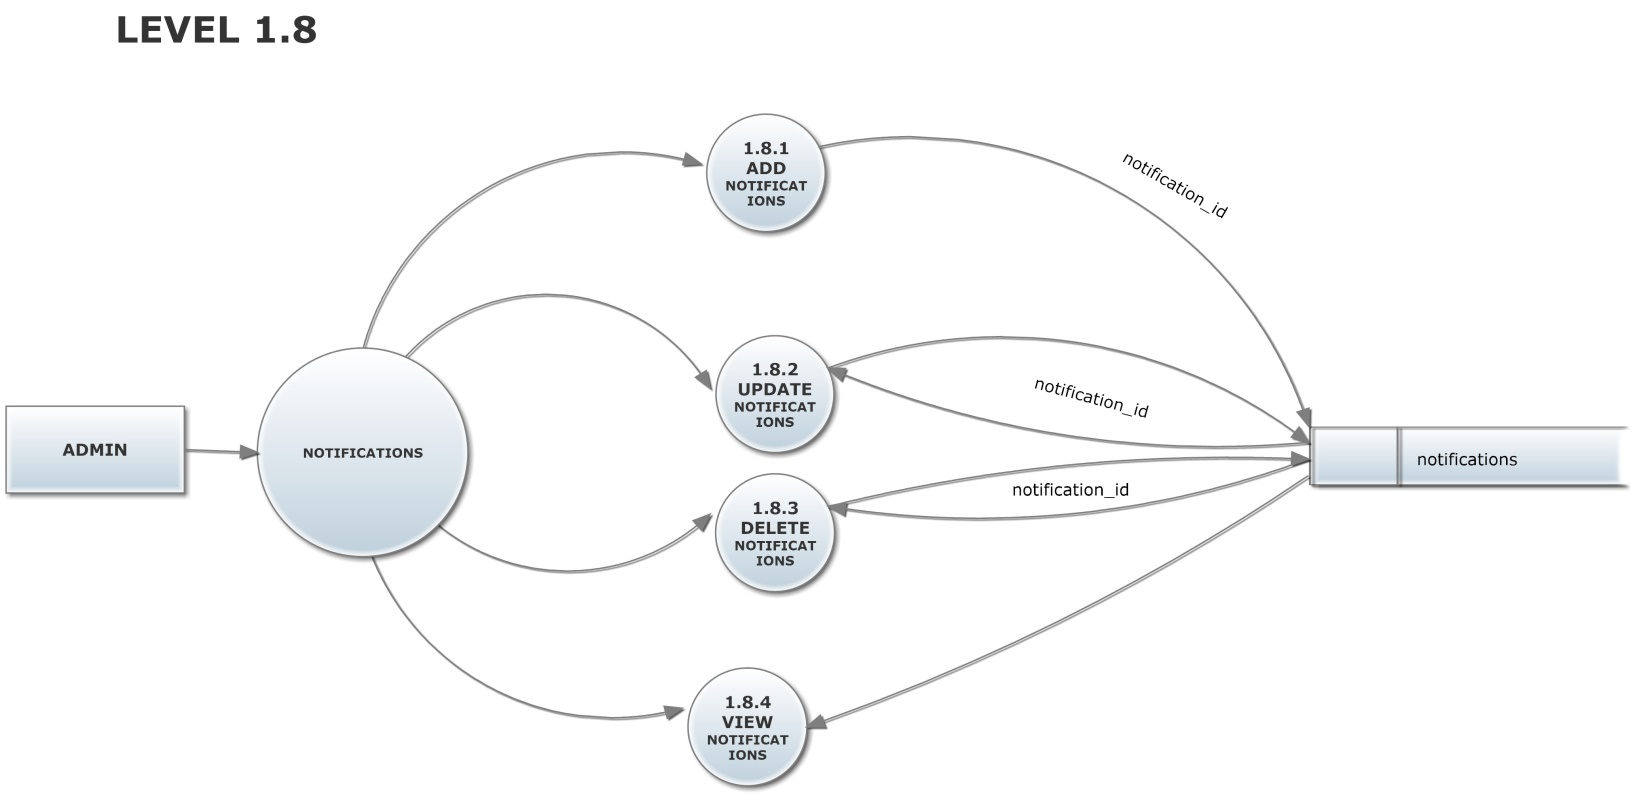 LEVEL 1.8
1.8.1
ADD
NOTIFICAT
IONS
notification_id
1.8.2
UPDATE
NOTIFICAT
IONS
notification_id
ADMIN
NOTIFICATIONS
notifications
notification_id
1.8.3
DELETE
NOTIFICAT
IONS
1.8.4
VIEW
NOTIFICAT
IONS